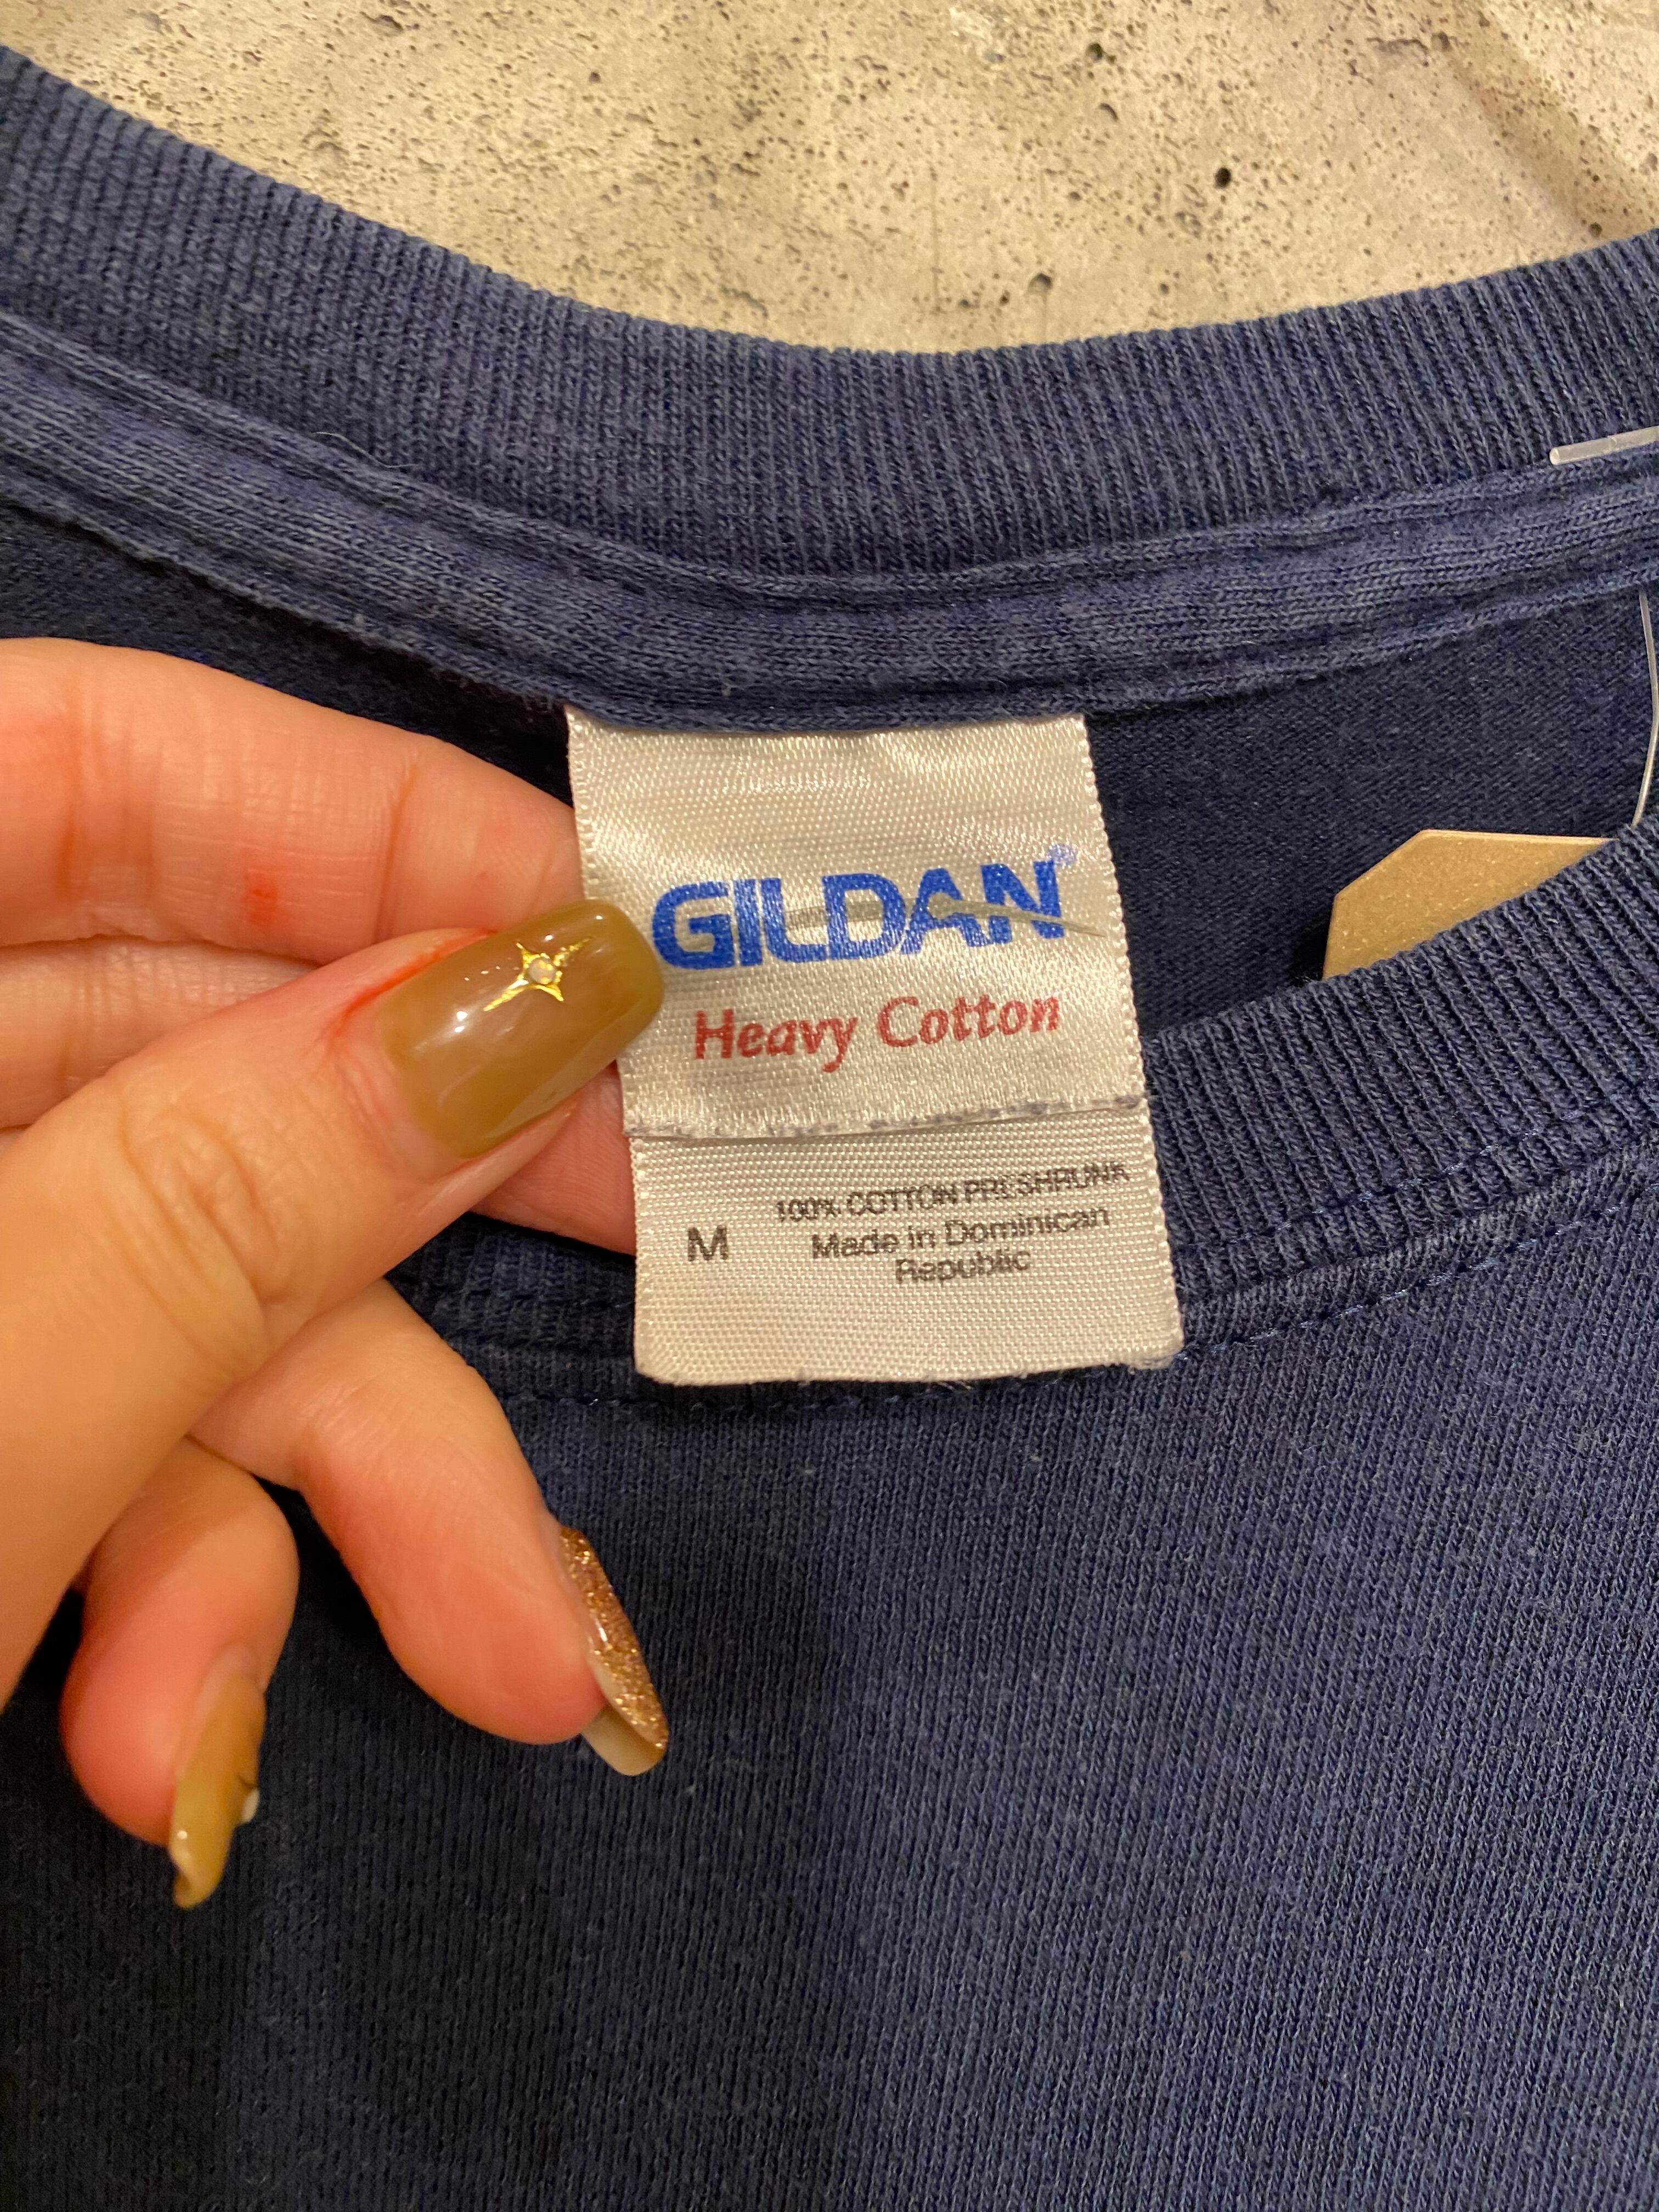 GILDAN®
Heavy Cotton
100% COTTON PRESHRUNK
M Made in Dominican
Republic